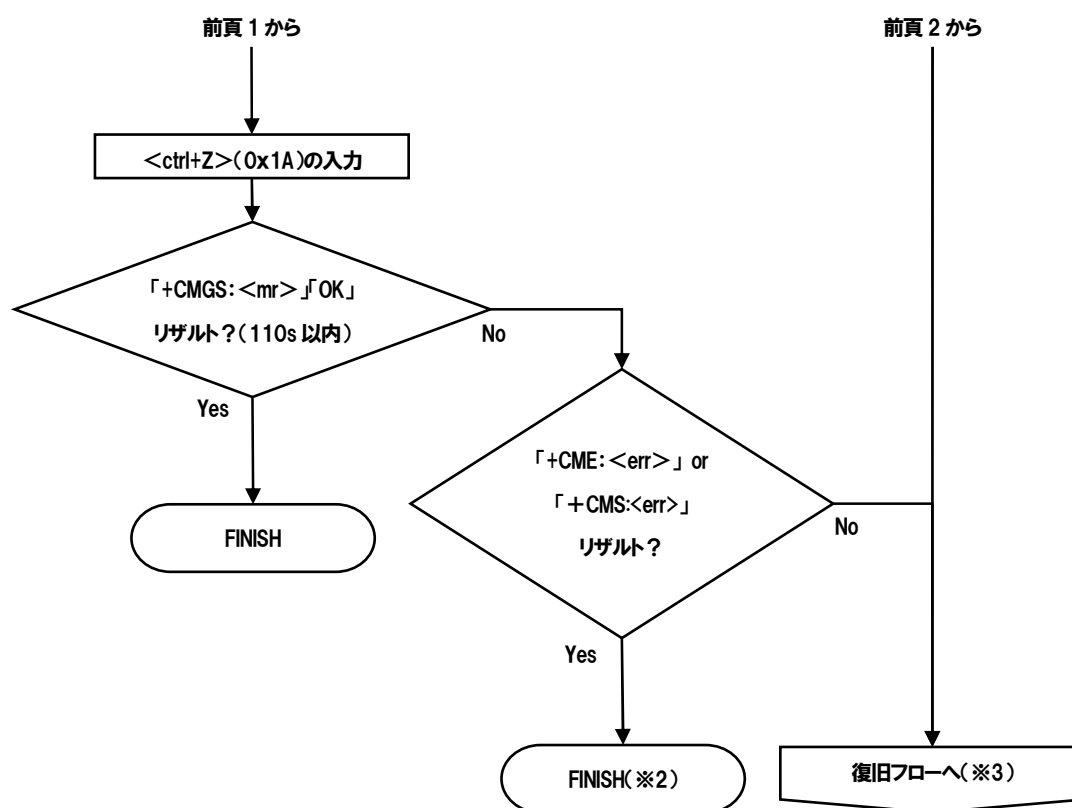 前頁 1 から
前頁 2 から
＜ctrl+Z＞（0x1A）の入力
「+CMGS：＜mr＞」「OK」
リザルト？（110s 以内）
No
Yes
「+CME：＜err＞」 or
「＋CMS:<err>」
リザルト？
FINISH
No
Yes
FINISH（※2）
復旧フローへ（※3）